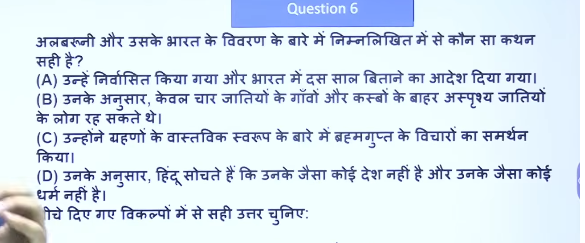 Question 6
अलबरूनी और उसके भारत के विवरण के बारे में निम्नलिखित में से कौन सा कथन
सही है?
(A) उन्हें निर्वासित किया गया और भारत में दस साल बिताने का आदेश दिया गया।
(B) उनके अनुसार, केवल चार जातियों के गाँवों और कस्बों के बाहर अस्पृश्य जातियों
के लोग रह सकते थे।
(C) उन्होंने ग्रहणों के वास्तविक स्वरूप के बारे में ब्रह्मगुप्त के विचारों का समर्थन
किया।
(D) उनके अनुसार, हिंदू सोचते हैं कि उनके जैसा कोई देश नहीं है और उनके जैसा कोई
धर्म नहीं है।
ीचे दिए गए विकल्पों में से सही उत्तर चुनिए: